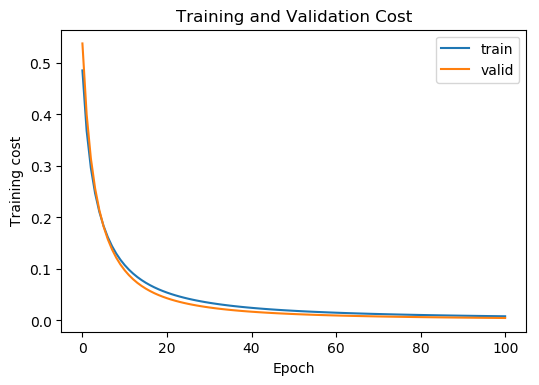 Training and Validation Cost
train
valid
0.5
0.4
0.3
0.2
0.1
0.0
Training cost
0 20 40 60 80 100
Epoch